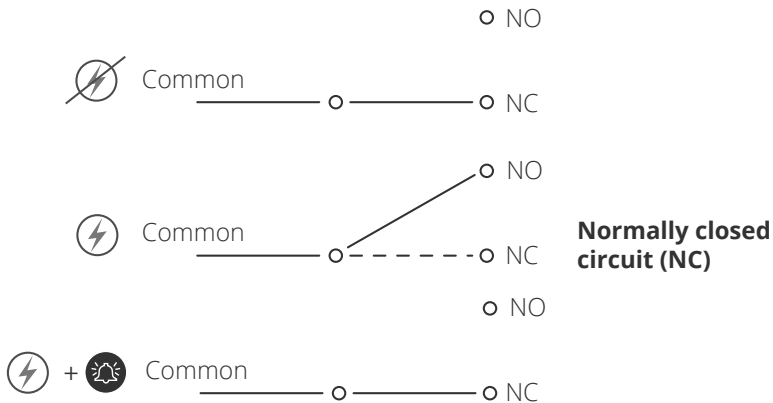 NO
Common
NC
NO
Common
NC
Normally closed
circuit (NC)
NO
+
Common
NC